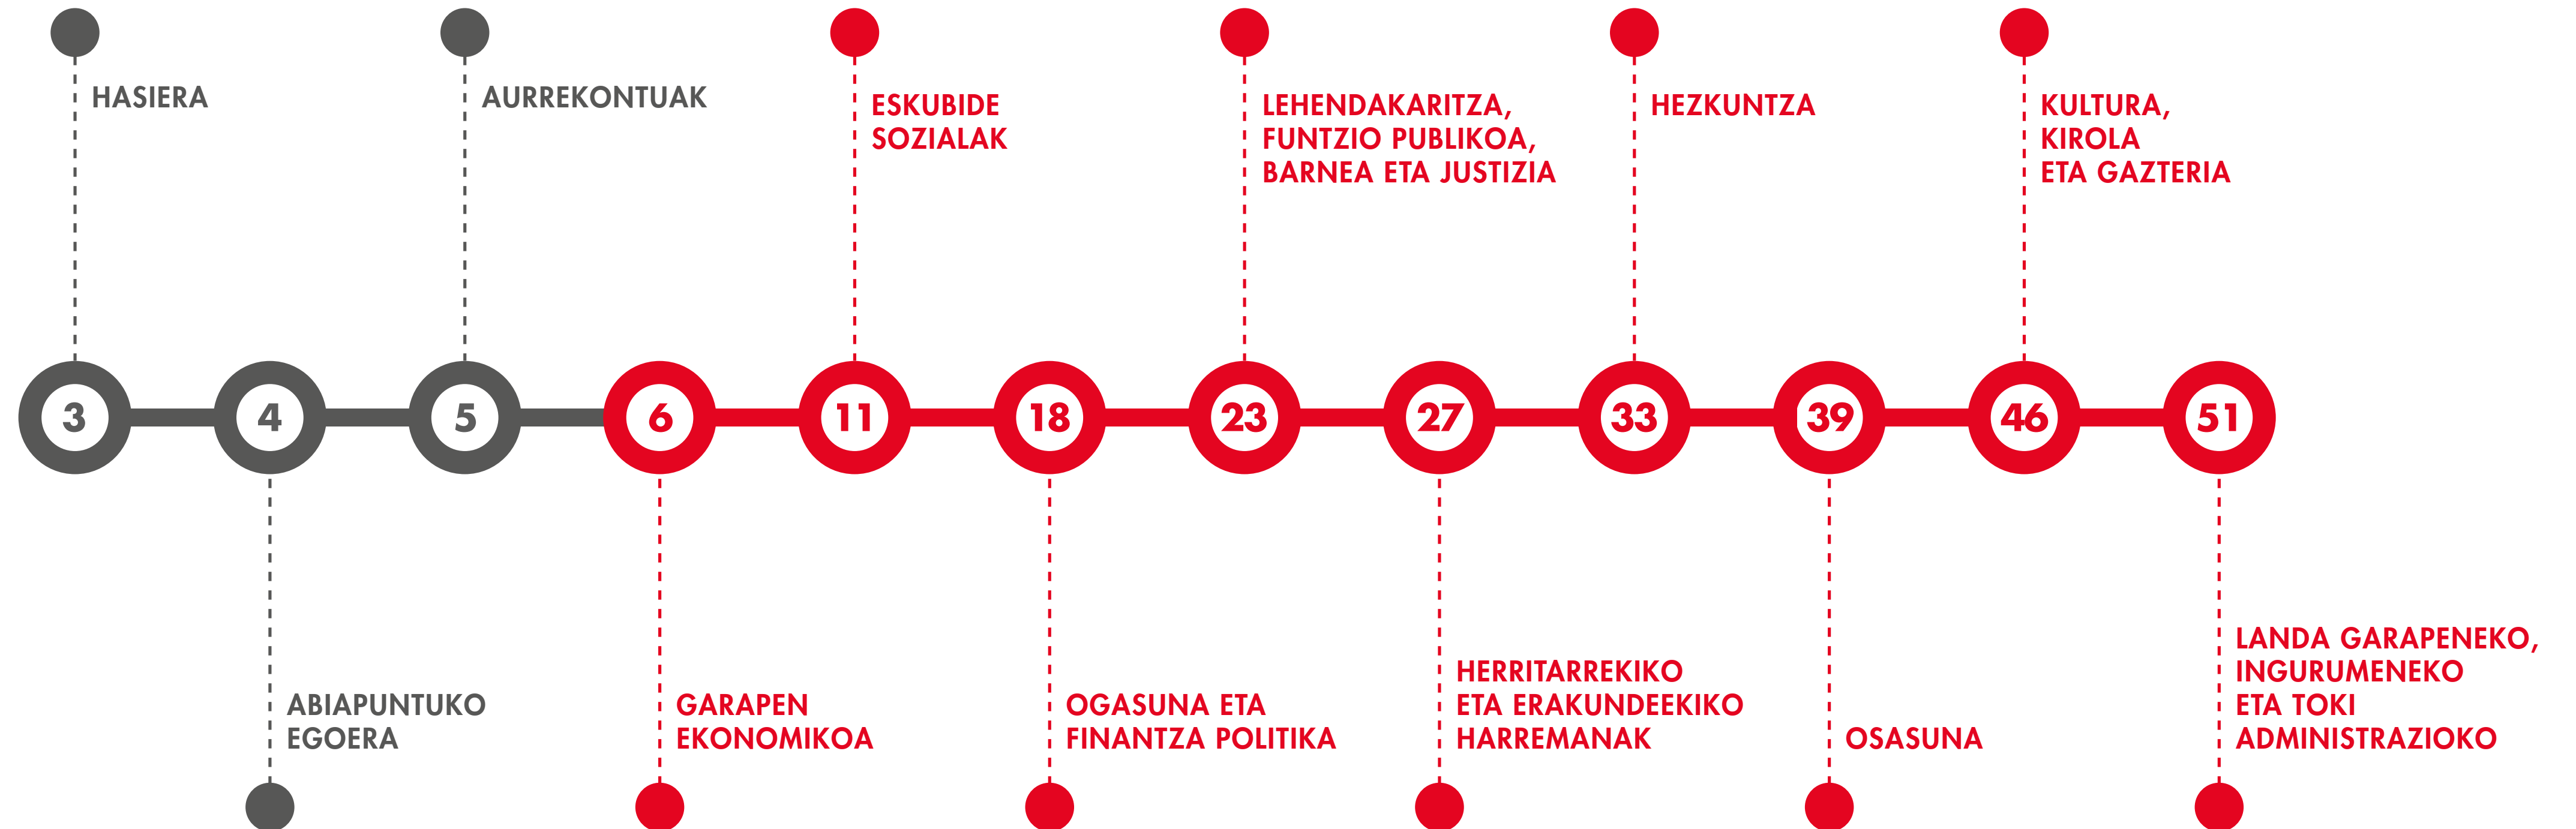 HASIERA
AURREKONTUAK
ESKUBIDE
SOZIALAK
LEHENDAKARITZA,
FUNTZIO PUBLIKOA,
BARNEA ETA JUSTIZIA
HEZKUNTZA
KULTURA,
KIROLA
ETA GAZTERIA
3 4 5 6 11 18 23 27 33 39 46 51
ABIAPUNTUKO
EGOERA
GARAPEN
EKONOMIKOA
OGASUNA ETA
FINANTZA POLITIKA
HERRITARREKIKO
ETA ERAKUNDEEKIKO
HARREMANAK
OSASUNA
LANDA GARAPENEKO,
INGURUMENEKO
ETA TOKI
ADMINISTRAZIOKO